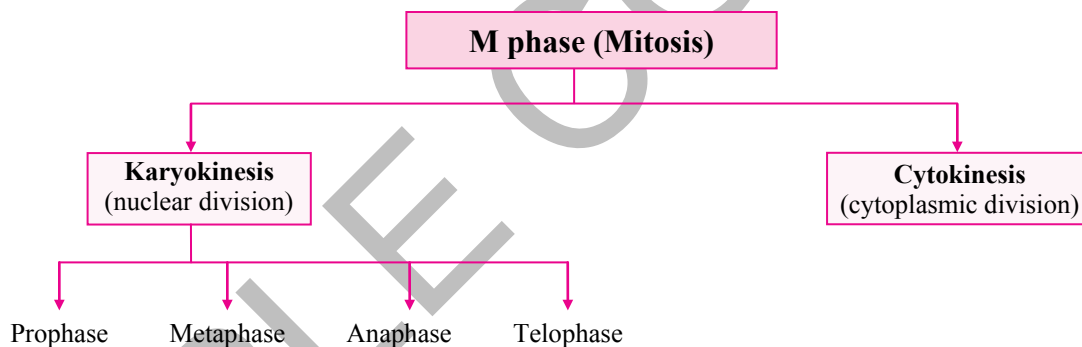 M phase (Mitosis)
Karyokinesis
(nuclear division)
Cytokinesis
(cytoplasmic division)
Prophase
Metaphase
Anaphase
Telophase